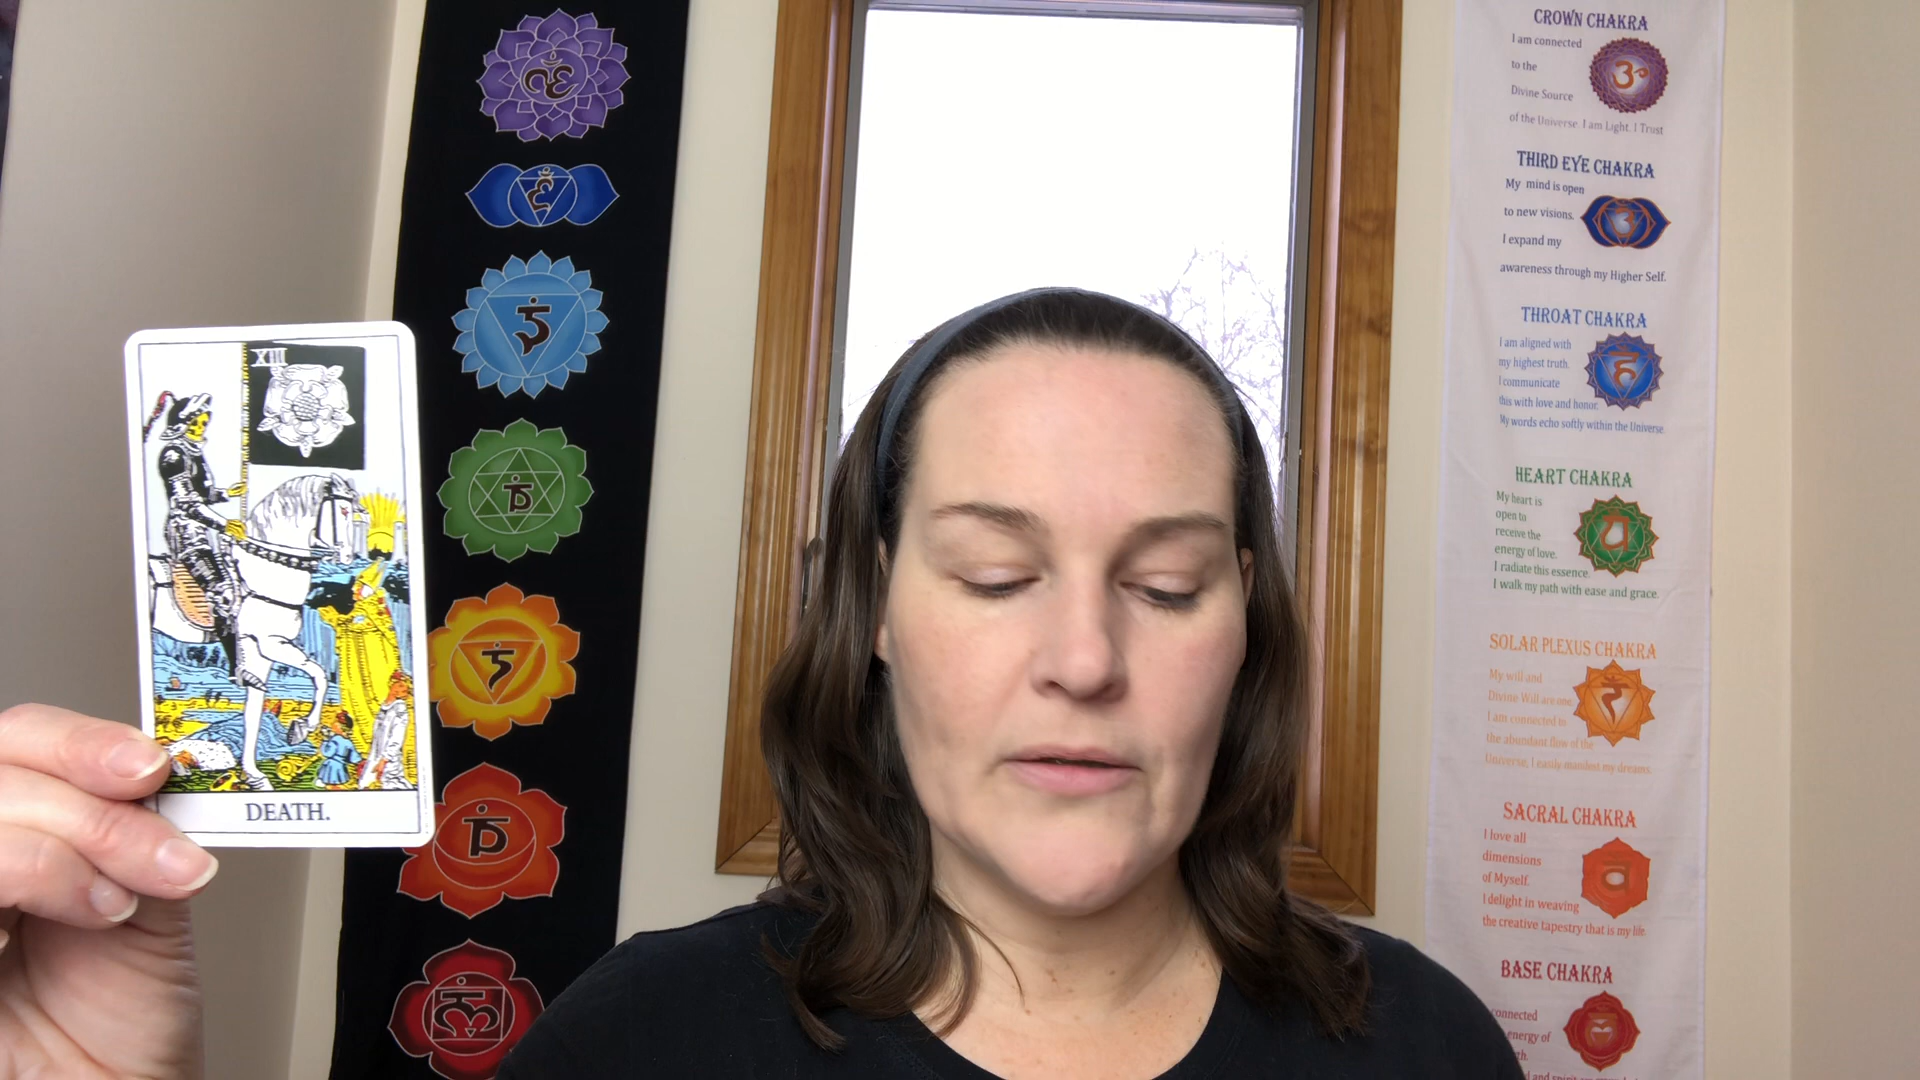 XIII
DEATH.
CROWN CHAKRA
I am connected
to the
Divine Source
of the Universe. I am Light. I Trust
THIRD EYE CHAKRA
My mind is open
to new visions.
I expand my
awareness through my Higher Self.
THROAT CHAKRA
I am aligned with
my highest truth.
I communicate
this with love and honor.
My words echo softly within the Universe
HEART CHAKRA
My heart is
open to
receive the
energy of love.
I radiate this essence.
I walk my path with ease and grace.
SOLAR PLEXUS CHAKRA
My will and
Divine Will are one.
I am connected to
the abundant flow of the
Universe, I easily manifest my dreams.
SACRAL CHAKRA
I love all
dimensions
of Myself.
I delight in weaving
the creative tapestry that is my life.
BASE CHAKRA
connected
energy of
and spirit are